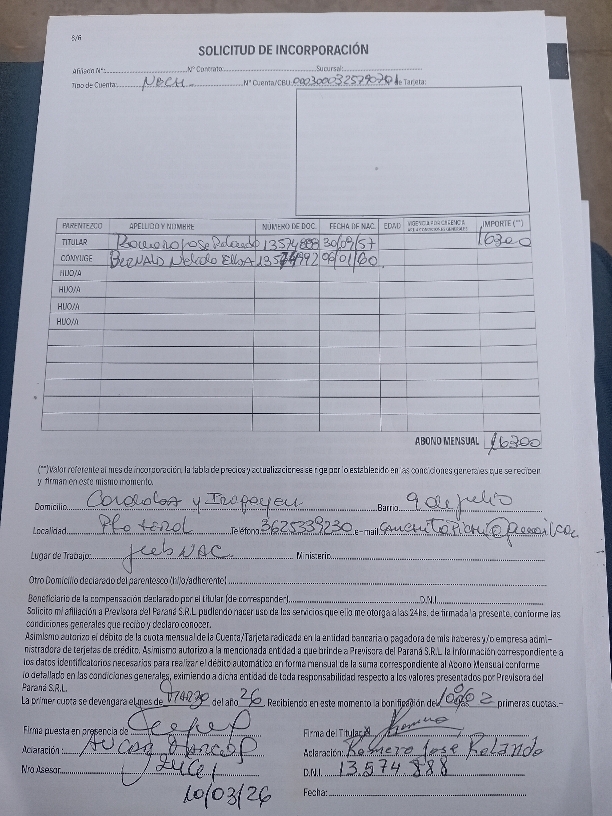 5/6
SOLICITUD DE INCORPORACIÓN
Afiliado Nº: Nº Contrato: Sucursal:
Tipo de Cuenta: NBCH Nº Cuenta/CBU: de Tarjeta:
PARENTEZCO APELLIDO Y NOMBRE NUMERO DE DOC. FECHA DE NAC. EDAD VIGENCIA POR CARENCIA IMPORTE (**)
TITULAR Romero Jose Rolando 13574888 30/09/57 16300
CONYUGE 06/01/60
HIJO/A
HIJO/A
HIJO/A
HIJO/A
ABONO MENSUAL 16300
(**)Valor referente al mes de incorporación, la tabla de precios y actualizaciones se rige por lo establecido en las condiciones generales que se reciben
y firman en este mismo momento.
Domicilio Cordoba y Barrio 9 de julio
Localidad Teléfono 3625339230 e-mail
Lugar de Trabajo: Ministerio:
Otro Domicilio declarado del parentesco (hijo/adherente)
Beneficiario de la compensación declarado por el titular (de corresponder) D.N.I.
Solicito mi afiliación a Previsora del Paraná S.R.L pudiendo hacer uso de los servicios que ello me otorga a las 24hs. de firmada la presente, conforme las
condiciones generales que recibo y declaro conocer.
Asimismo autorizo el débito de la cuota mensual de la Cuenta/Tarjeta radicada en la entidad bancaria o pagadora de mis haberes y/o empresa admi-
nistradora de tarjetas de crédito. Asimismo autorizo a la mencionada entidad a que brinde a Previsora del Paraná S.R.L. la información correspondiente a
los datos identificatorios necesarios para realizar el débito automático en forma mensual de la suma correspondiente al Abono Mensual conforme
lo detallado en las condiciones generales, eximiendo a dicha entidad de toda responsabilidad respecto a los valores presentados por Previsora del
Paraná S.R.L.
La primer cuota se devengara el mes de Marzo del año 26 Recibiendo en este momento la bonificación del 2 primeras cuotas.-
Firma puesta en presencia de Firma del Titular
Aclaración: Aclaración: Romero Jose Rolando
Nro Asesor D.N.I. 13.574 888
10/03/26 Fecha: